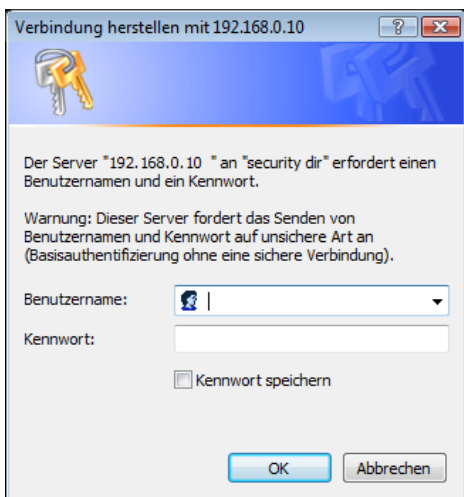 Verbindung herstellen mit 192.168.0.10
Der Server "192.168.0.10 " an "security dir" erfordert einen
Benutzernamen und ein Kennwort.
Warnung: Dieser Server fordert das Senden von
Benutzernamen und Kennwort auf unsichere Art an
(Basisauthentifizierung ohne eine sichere Verbindung).
Benutzername:
Kennwort:
Kennwort speichern
OK
Abbrechen